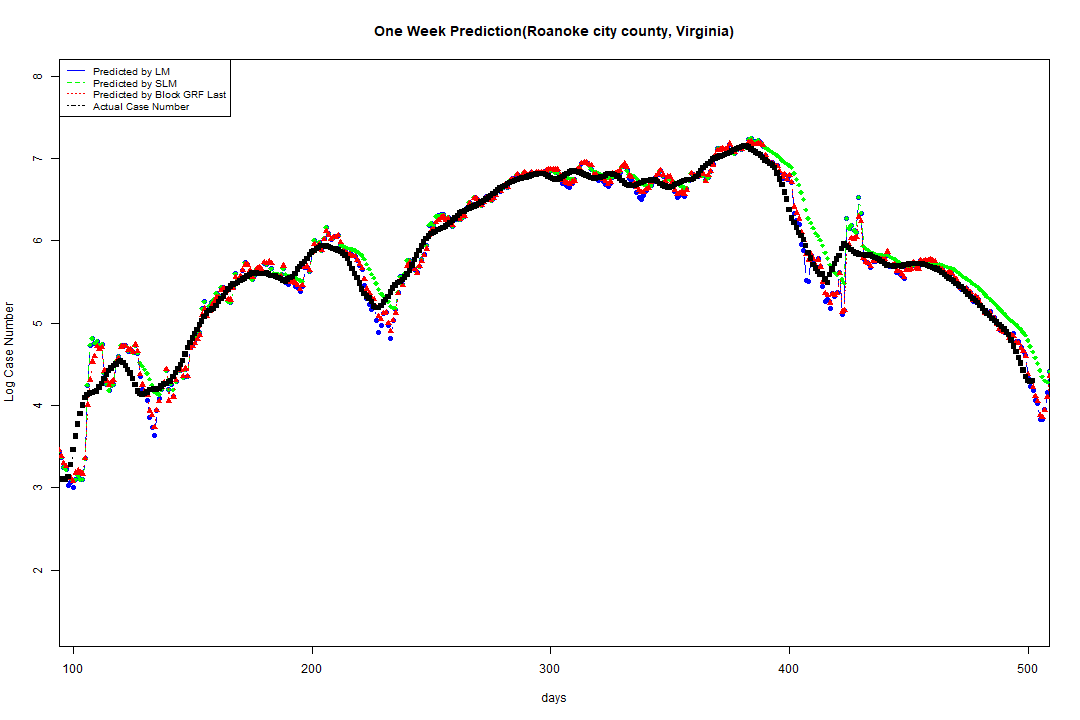 One Week Prediction(Roanoke city county, Virginia)
Predicted by LM
Predicted by SLM
Predicted by Block GRF Last
Actual Case Number
8
7
6
5
4
3
2
Log Case Number
100 200 300 400 500
days